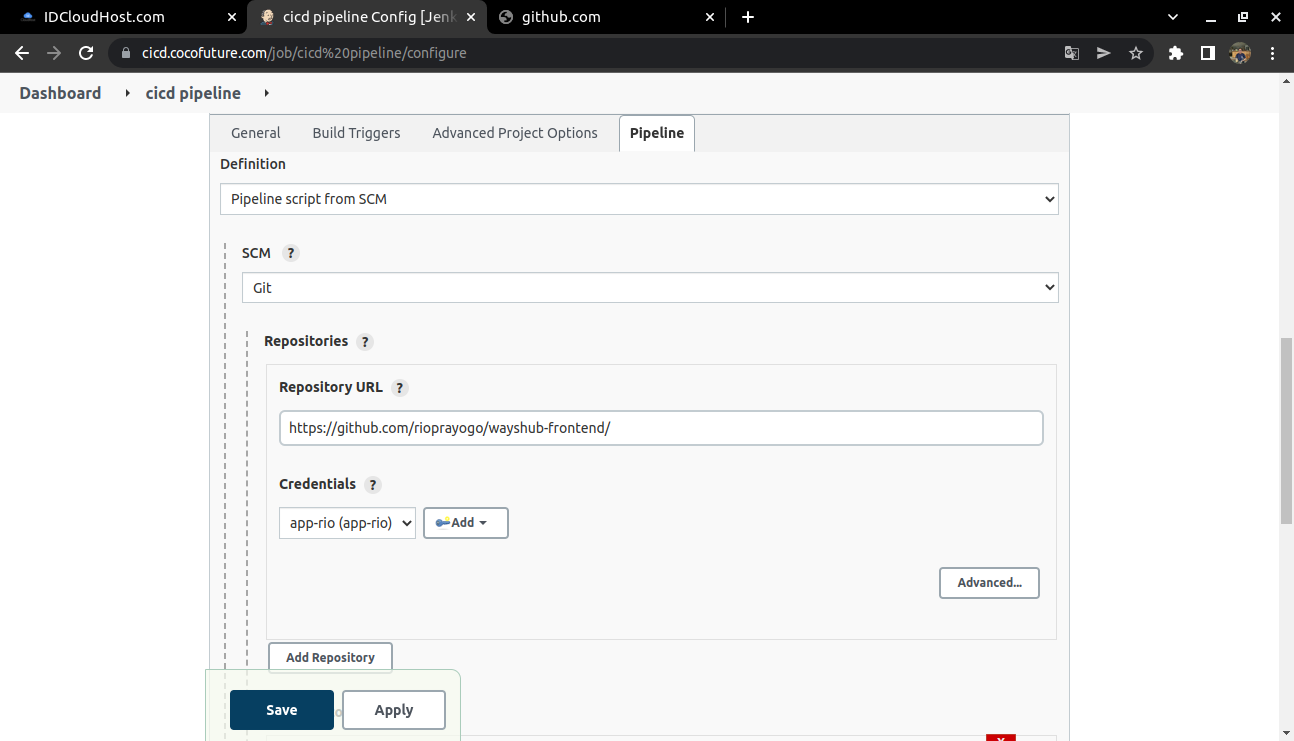 IDCloudHost.com
cicd pipeline Config [Jenk
github.com
cicd.cocofuture.com/job/cicd%20pipeline/configure
Dashboard
cicd pipeline
General
Build Triggers
Advanced Project Options
Pipeline
Definition
Pipeline script from SCM
SCM ?
Git
Repositories ?
Repository URL ?
https://github.com/rioprayogo/wayshub-frontend/
Credentials ?
app-rio (app-rio)
Add
Advanced...
Add Repository
Save
Apply
X